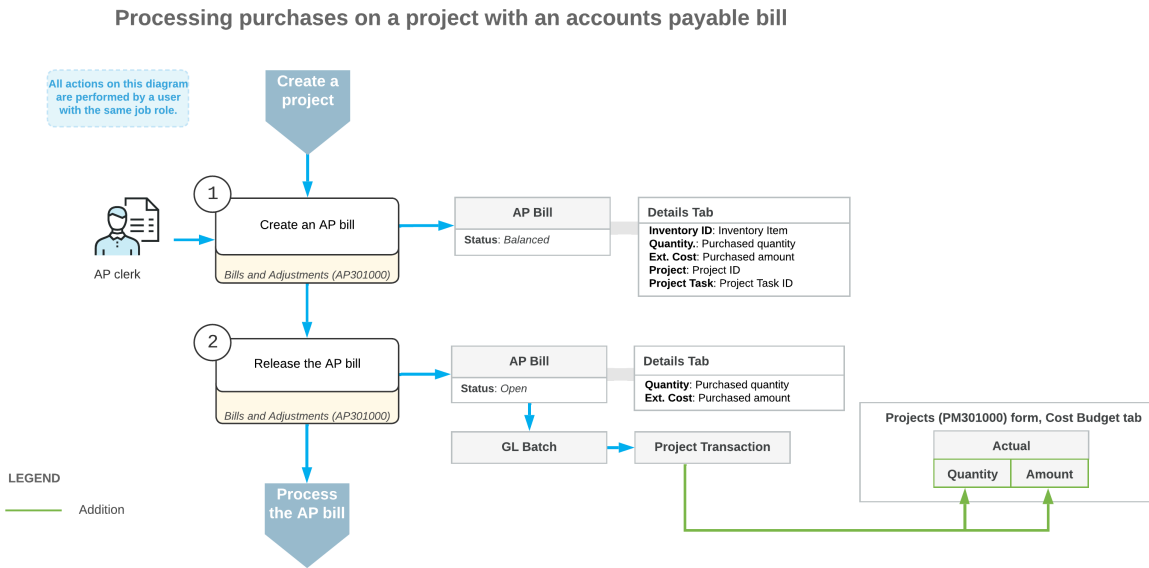 Processing purchases on a project with an accounts payable bill
All actions on this diagram
are performed by a user
with the same job role.
Create a
project
1
Create an AP bill
Bills and Adjustments (AP301000)
AP clerk
AP Bill
Status: Balanced
Details Tab
Inventory ID: Inventory Item
Quantity.: Purchased quantity
Ext. Cost: Purchased amount
Project: Project ID
Project Task: Project Task ID
2
Release the AP bill
Bills and Adjustments (AP301000)
AP Bill
Status: Open
Details Tab
Quantity: Purchased quantity
Ext. Cost: Purchased amount
GL Batch
Project Transaction
Projects (PM301000) form, Cost Budget tab
Actual
Quantity
Amount
LEGEND
Addition
Process
the AP bill